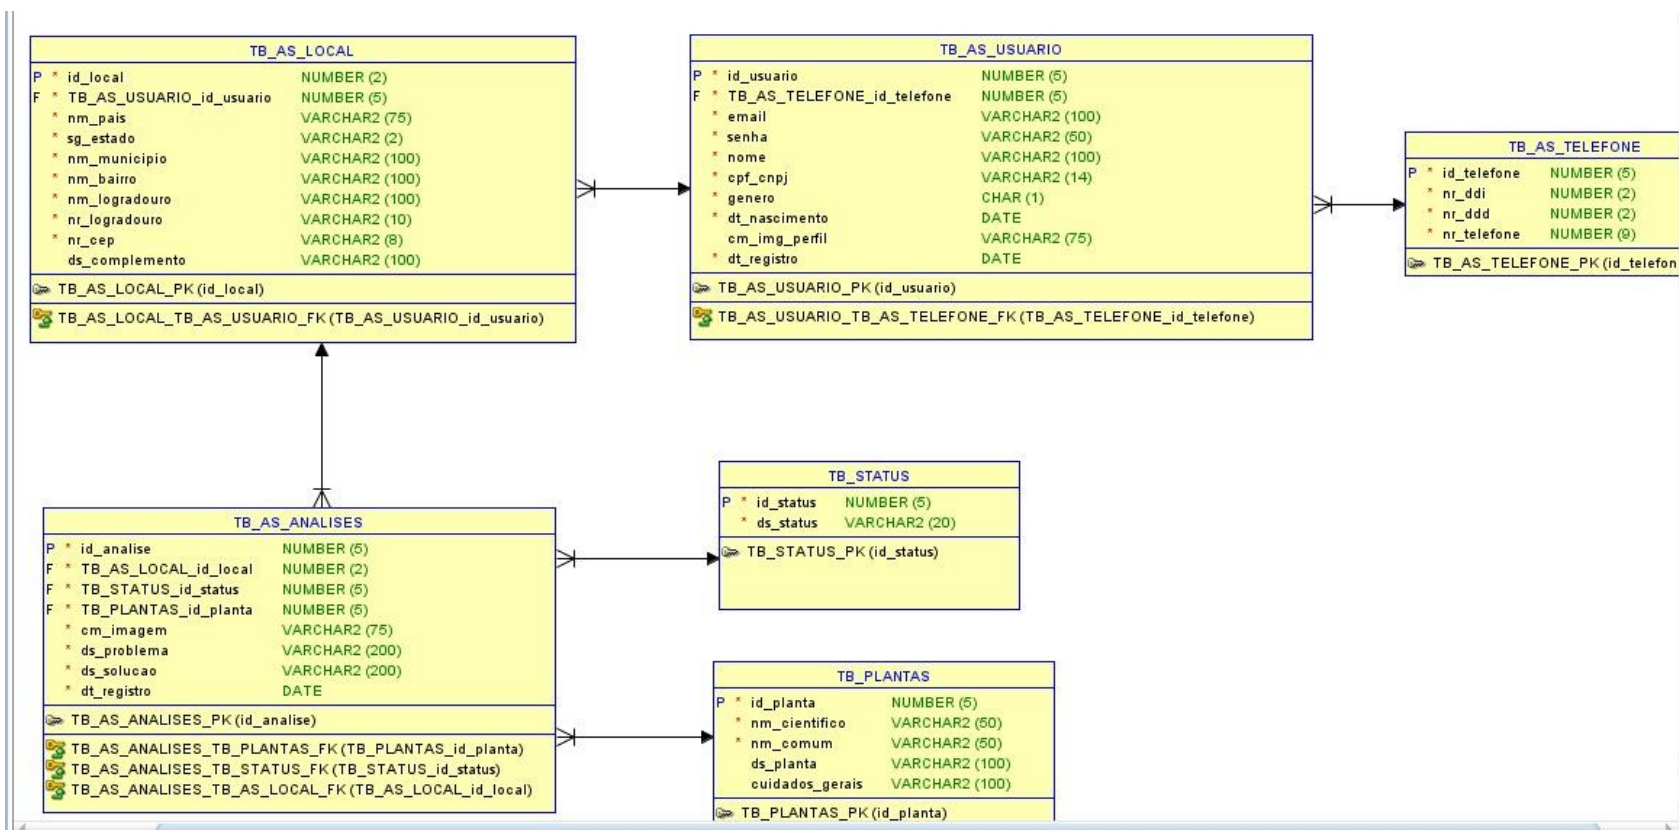 TB_AS_LOCAL
P * id_local NUMBER (2)
F * TB_AS_USUARIO_id_usuario NUMBER (5)
* nm_pais VARCHAR2 (75)
* sg_estado VARCHAR2 (2)
* nm_municipio VARCHAR2 (100)
* nm_bairro VARCHAR2 (100)
* nm_logradouro VARCHAR2 (100)
* nr_logradouro VARCHAR2 (10)
* nr_cep VARCHAR2 (8)
ds_complemento VARCHAR2 (100)
TB_AS_LOCAL_PK (id_local)
TB_AS_LOCAL_TB_AS_USUARIO_FK (TB_AS_USUARIO_id_usuario)
TB_AS_USUARIO
P * id_usuario NUMBER (5)
F * TB_AS_TELEFONE_id_telefone NUMBER (5)
* email VARCHAR2 (100)
* senha VARCHAR2 (50)
* nome VARCHAR2 (100)
* cpf_cnpj VARCHAR2 (14)
* genero CHAR (1)
* dt_nascimento DATE
cm_img_perfil VARCHAR2 (75)
* dt_registro DATE
TB_AS_USUARIO_PK (id_usuario)
TB_AS_USUARIO_TB_AS_TELEFONE_FK (TB_AS_TELEFONE_id_telefone)
TB_AS_TELEFONE
P * id_telefone NUMBER (5)
* nr_ddi NUMBER (2)
* nr_ddd NUMBER (2)
* nr_telefone NUMBER (9)
TB_AS_TELEFONE_PK (id_telefon
TB_AS_ANALISES
P * id_analise NUMBER (5)
F * TB_AS_LOCAL_id_local NUMBER (2)
F * TB_STATUS_id_status NUMBER (5)
F * TB_PLANTAS_id_planta NUMBER (5)
* cm_imagem VARCHAR2 (75)
* ds_problema VARCHAR2 (200)
* ds_solucao VARCHAR2 (200)
* dt_registro DATE
TB_AS_ANALISES_PK (id_analise)
TB_AS_ANALISES_TB_PLANTAS_FK (TB_PLANTAS_id_planta)
TB_AS_ANALISES_TB_STATUS_FK (TB_STATUS_id_status)
TB_AS_ANALISES_TB_AS_LOCAL_FK (TB_AS_LOCAL_id_local)
TB_STATUS
P * id_status NUMBER (5)
* ds_status VARCHAR2 (20)
TB_STATUS_PK (id_status)
TB_PLANTAS
P * id_planta NUMBER (5)
* nm_cientifico VARCHAR2 (50)
* nm_comum VARCHAR2 (50)
ds_planta VARCHAR2 (100)
cuidados_gerais VARCHAR2 (100)
TB_PLANTAS_PK (id_planta)